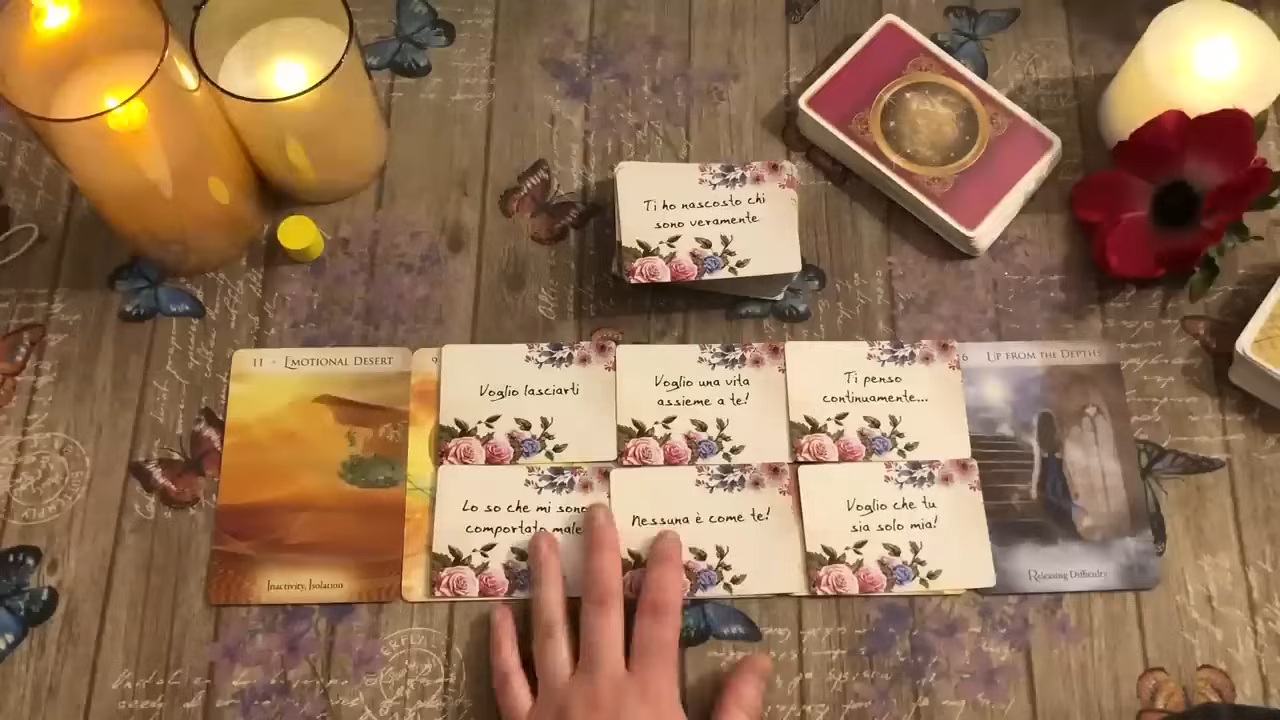 Ti ho nascosto chi
sono veramente
11 • EMOTIONAL DESERT
9
Voglio lasciarti
Voglio una vita
assieme a te!
Ti penso
continuamente...
16 UP FROM THE DEPTHS
Lo so che mi sono
comportato male
Nessuna è come te!
Voglio che tu
sia solo mia!
Inactivity, Isolation
Releasing Difficulty